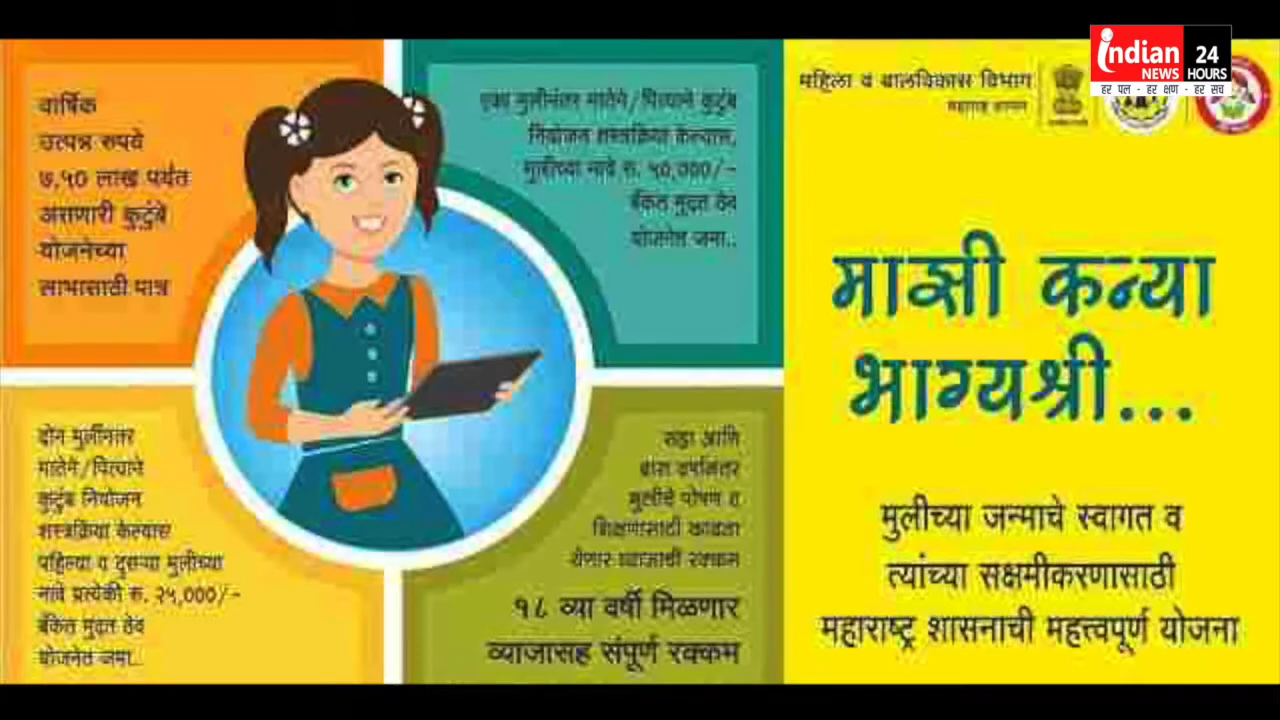 indian
NEWS
24
HOURS
हर पल - हर क्षण - हर सच
महिला व बालविकास विभाग
महाराष्ट्र शासन
वार्षिक
उत्पन्न रुपये
७.५० लाख पर्यंत
असणारी कुटुंबे
योजनेच्या
लाभासाठी पात्र
एका मुलीनंतर मातेने/पित्याने कुटुंब
नियोजन शस्त्रक्रिया केल्यास,
मुलीच्या नावे रु. ५०,०००/-
बँकेत मुदत ठेव
योजनेत जमा..
दोन मुलींनंतर
मातेने/पित्याने
कुटुंब नियोजन
शस्त्रक्रिया केल्यास
पहिल्या व दुसऱ्या मुलीच्या
नावे प्रत्येकी रु. २५,०००/-
बँकेत मुदत ठेव
योजनेत जमा...
सहा आणि
बारा वर्षांनंतर
मुलीचे पोषण व
शिक्षणासाठी काढता
येणार व्याजाची रक्कम
१८ व्या वर्षी मिळणार
व्याजासह संपूर्ण रक्कम
माझी कन्या
भाग्यश्री...
मुलीच्या जन्माचे स्वागत व
त्यांच्या सक्षमीकरणासाठी
महाराष्ट्र शासनाची महत्त्वपूर्ण योजना